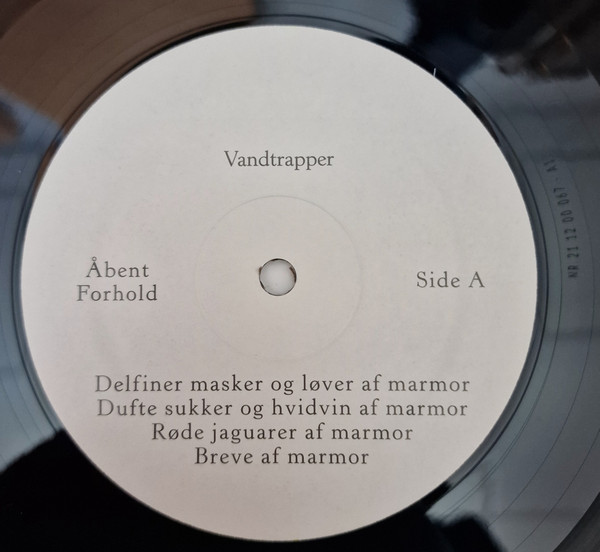 Vandtrapper
Åbent
Forhold
Side A
Delfiner masker og løver af marmor
Dufte sukker og hvidvin af marmor
Røde jaguarer af marmor
Breve af marmor